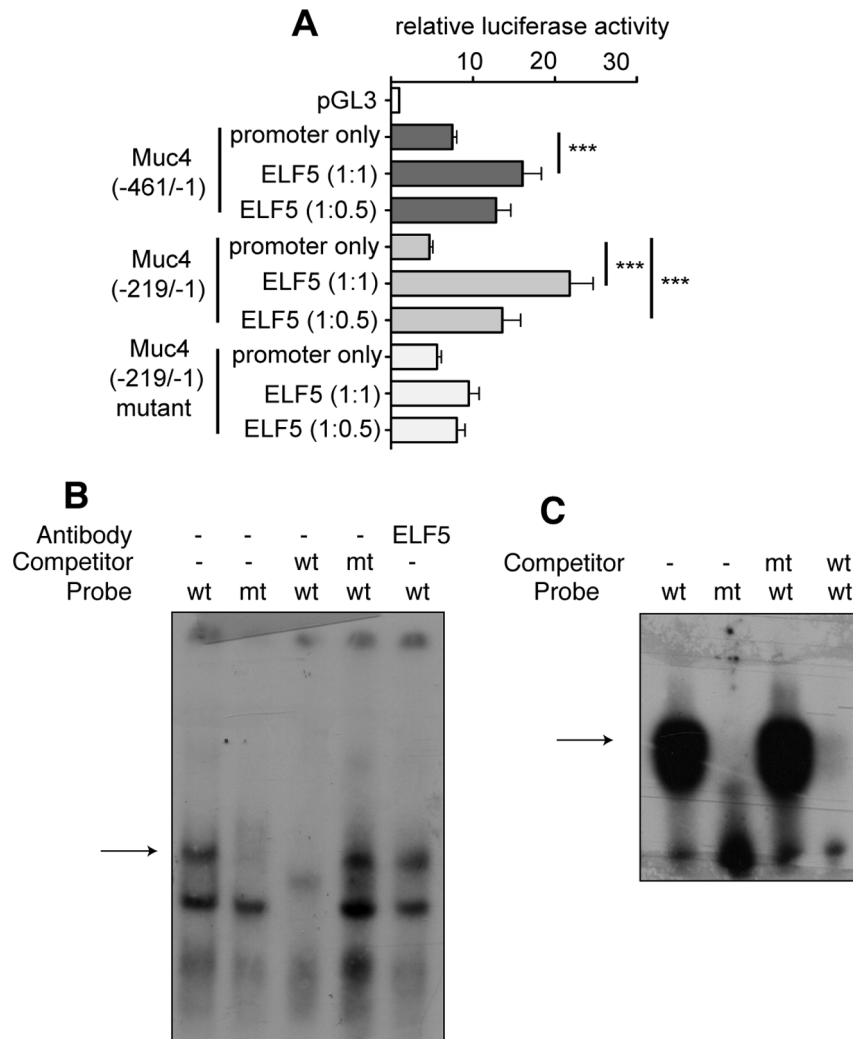 A
relative luciferase activity
10 20 30
pGL3
Muc4
(-461/-1)
promoter only
ELF5 (1:1)
ELF5 (1:0.5)
***
Muc4
(-219/-1)
promoter only
ELF5 (1:1)
ELF5 (1:0.5)
***
***
Muc4
(-219/-1)
mutant
promoter only
ELF5 (1:1)
ELF5 (1:0.5)
B
Antibody - - - - ELF5
Competitor - - wt mt -
Probe wt mt wt wt wt
C
Competitor - - mt wt
Probe wt mt wt wt